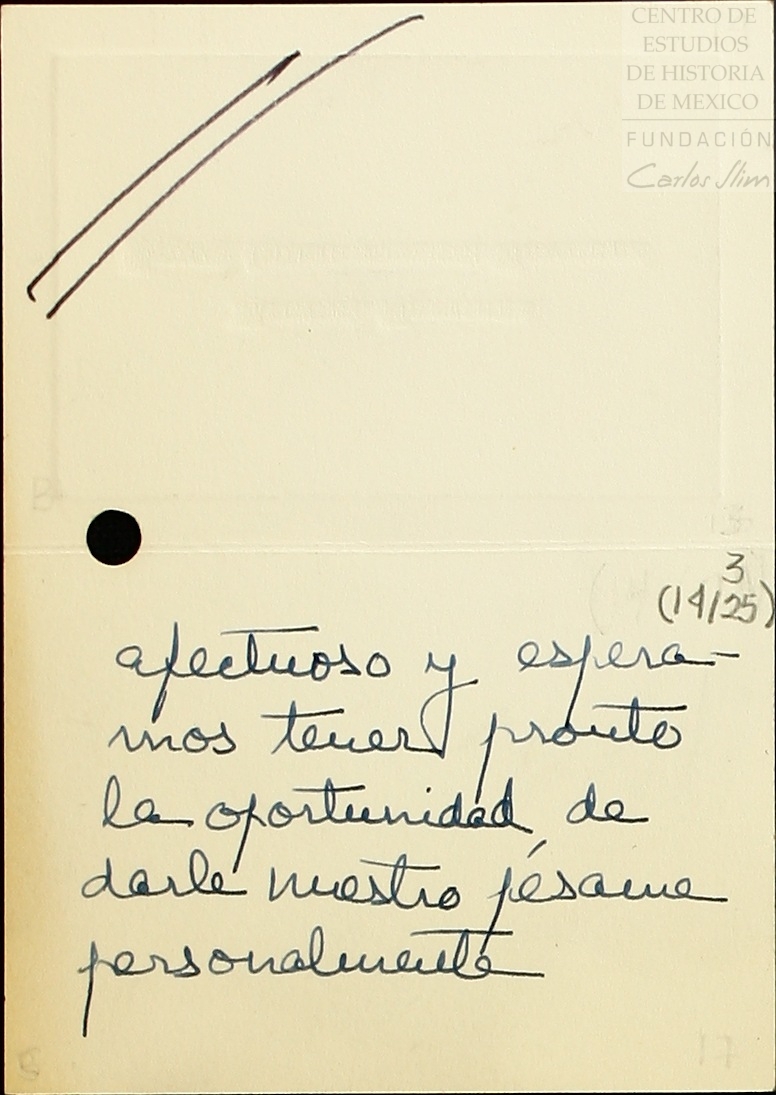 CENTRO DE
ESTUDIOS
DE HISTORIA
DE MEXICO
FUNDACIÓN
Carlos Slim
3
(14/25)
afectuoso y espera-
mos tener pronto
la oportunidad de
darle nuestro pésame
personalmente
17